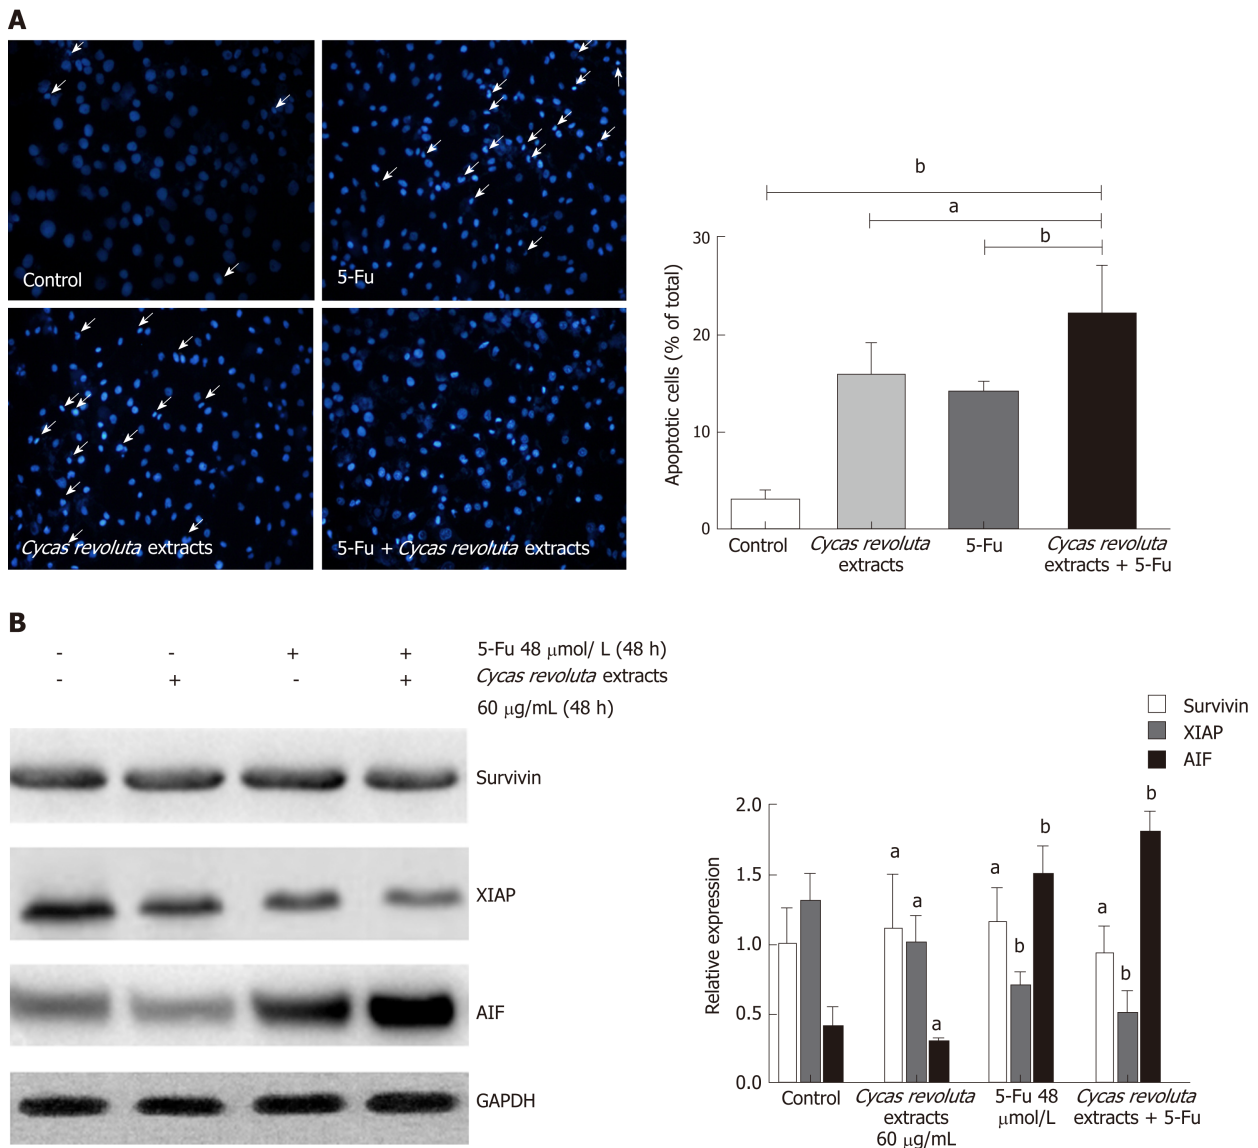 A
Control
5-Fu
Cycas revoluta extracts
5-Fu + Cycas revoluta extracts
b
a
b
Apoptotic cells (% of total)
30
20
10
0
Control
Cycas revoluta
extracts
5-Fu
Cycas revoluta
extracts + 5-Fu
B
- - + + 5-Fu 48 μmol/ L (48 h)
- + - + Cycas revoluta extracts
60 μg/mL (48 h)
Survivin
XIAP
AIF
GAPDH
Survivin
XIAP
AIF
Relative expression
2.0
1.5
1.0
0.5
0.0
a
a
a
a
b
b
a
b
b
Control
Cycas revoluta
extracts
60 μg/mL
5-Fu 48
μmol/L
Cycas revoluta
extracts + 5-Fu